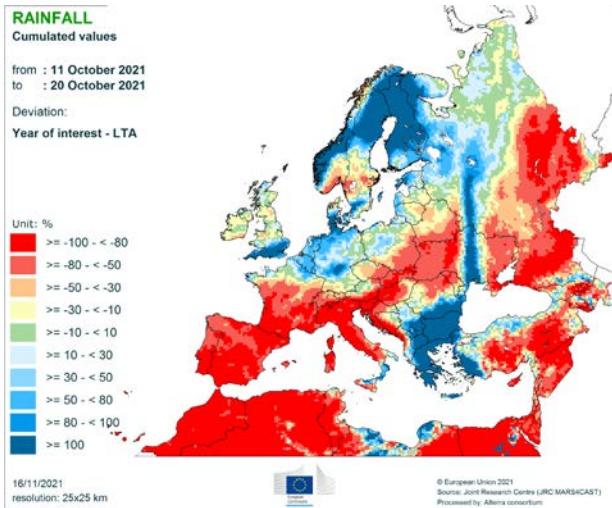 RAINFALL
Cumulated values
from : 11 October 2021
to : 20 October 2021
Deviation:
Year of interest - LTA
Unit: %
>= -100 - < -80
>= -80 - < -50
>= -50 - < -30
>= -30 - < -10
>= -10 - < 10
>= 10 - < 30
>= 30 - < 50
>= 50 - < 80
>= 80 - < 100
>= 100
16/11/2021
resolution: 25x25 km
European
Commission
© European Union 2021
Source: Joint Research Centre (JRC MARS4CAST)
Processed by: Alterra consortium